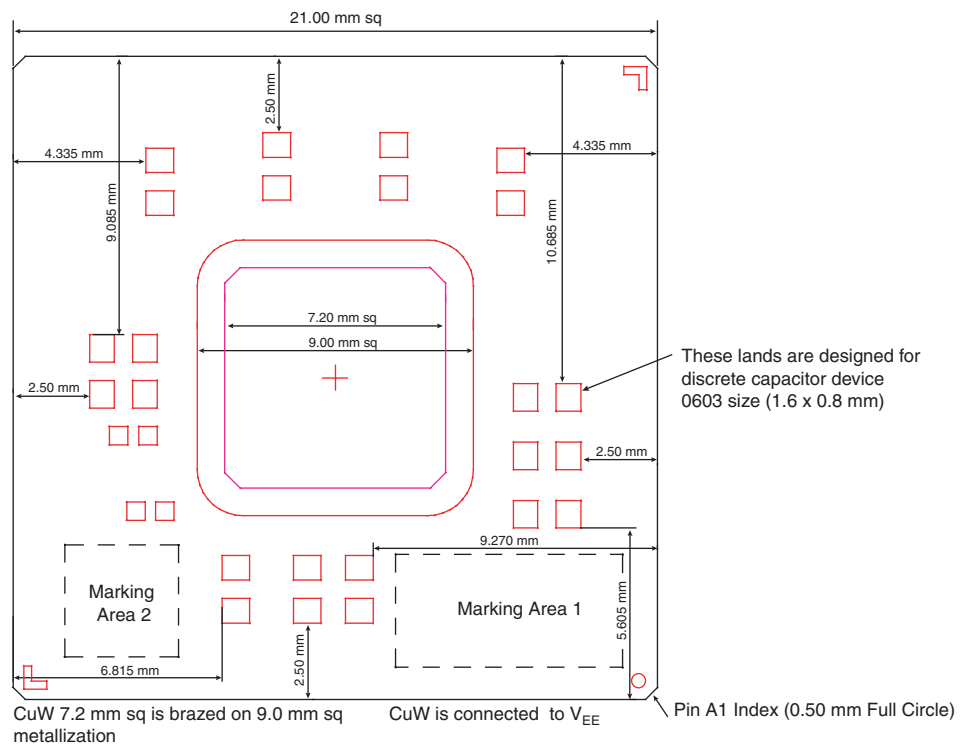 21.00 mm sq
2.50 mm
4.335 mm
4.335 mm
9.085 mm
10.685 mm
7.20 mm sq
9.00 mm sq
These lands are designed for
discrete capacitor device
0603 size (1.6 x 0.8 mm)
2.50 mm
2.50 mm
9.270 mm
Marking
Area 2
Marking Area 1
5.605 mm
2.50 mm
6.815 mm
CuW 7.2 mm sq is brazed on 9.0 mm sq
metallization
CuW is connected to VEE
Pin A1 Index (0.50 mm Full Circle)